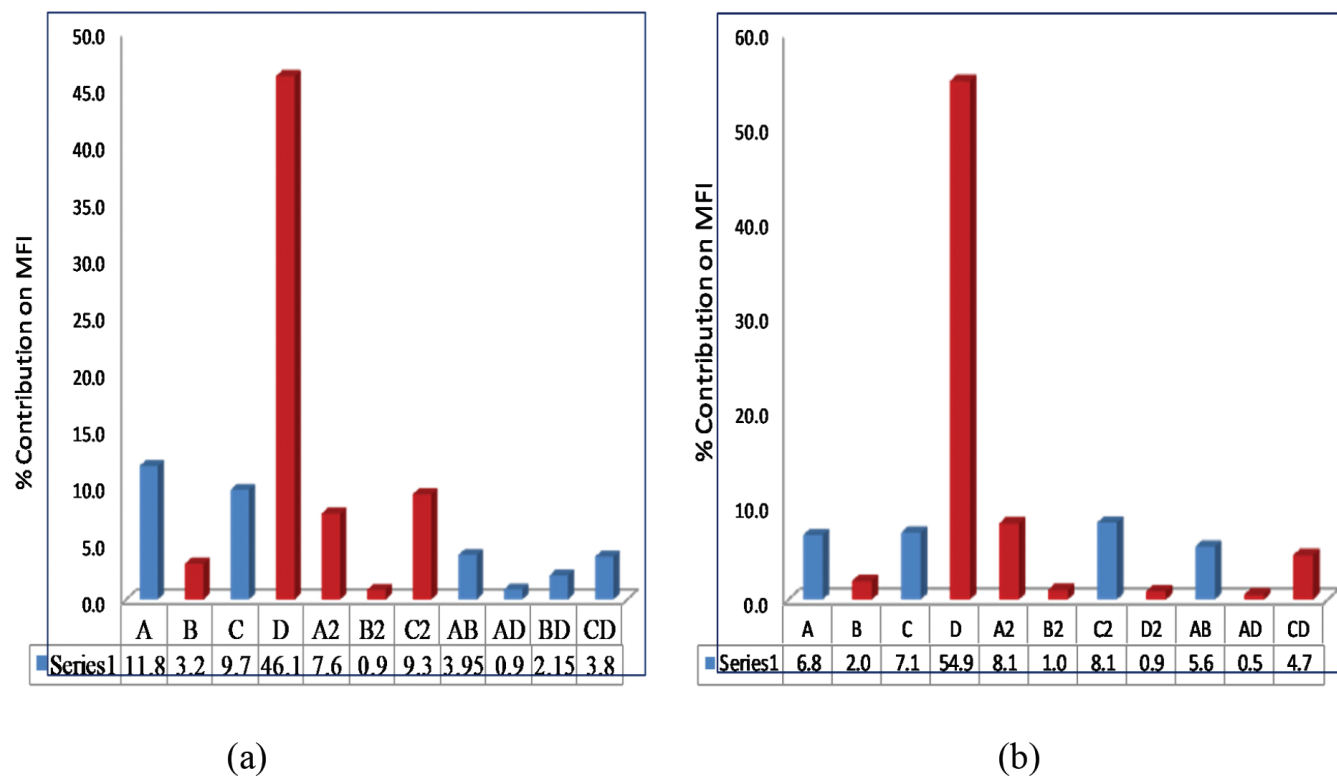 % Contribution on MFI
50.0
45.0
40.0
35.0
30.0
25.0
20.0
15.0
10.0
5.0
0.0
A B C D A2 B2 C2 AB AD BD CD
Series1 11.8 3.2 9.7 46.1 7.6 0.9 9.3 3.95 0.9 2.15 3.8
(a)
% Contribution on MFI
60.0
50.0
40.0
30.0
20.0
10.0
0.0
A B C D A2 B2 C2 D2 AB AD CD
Series1 6.8 2.0 7.1 54.9 8.1 1.0 8.1 0.9 5.6 0.5 4.7
(b)